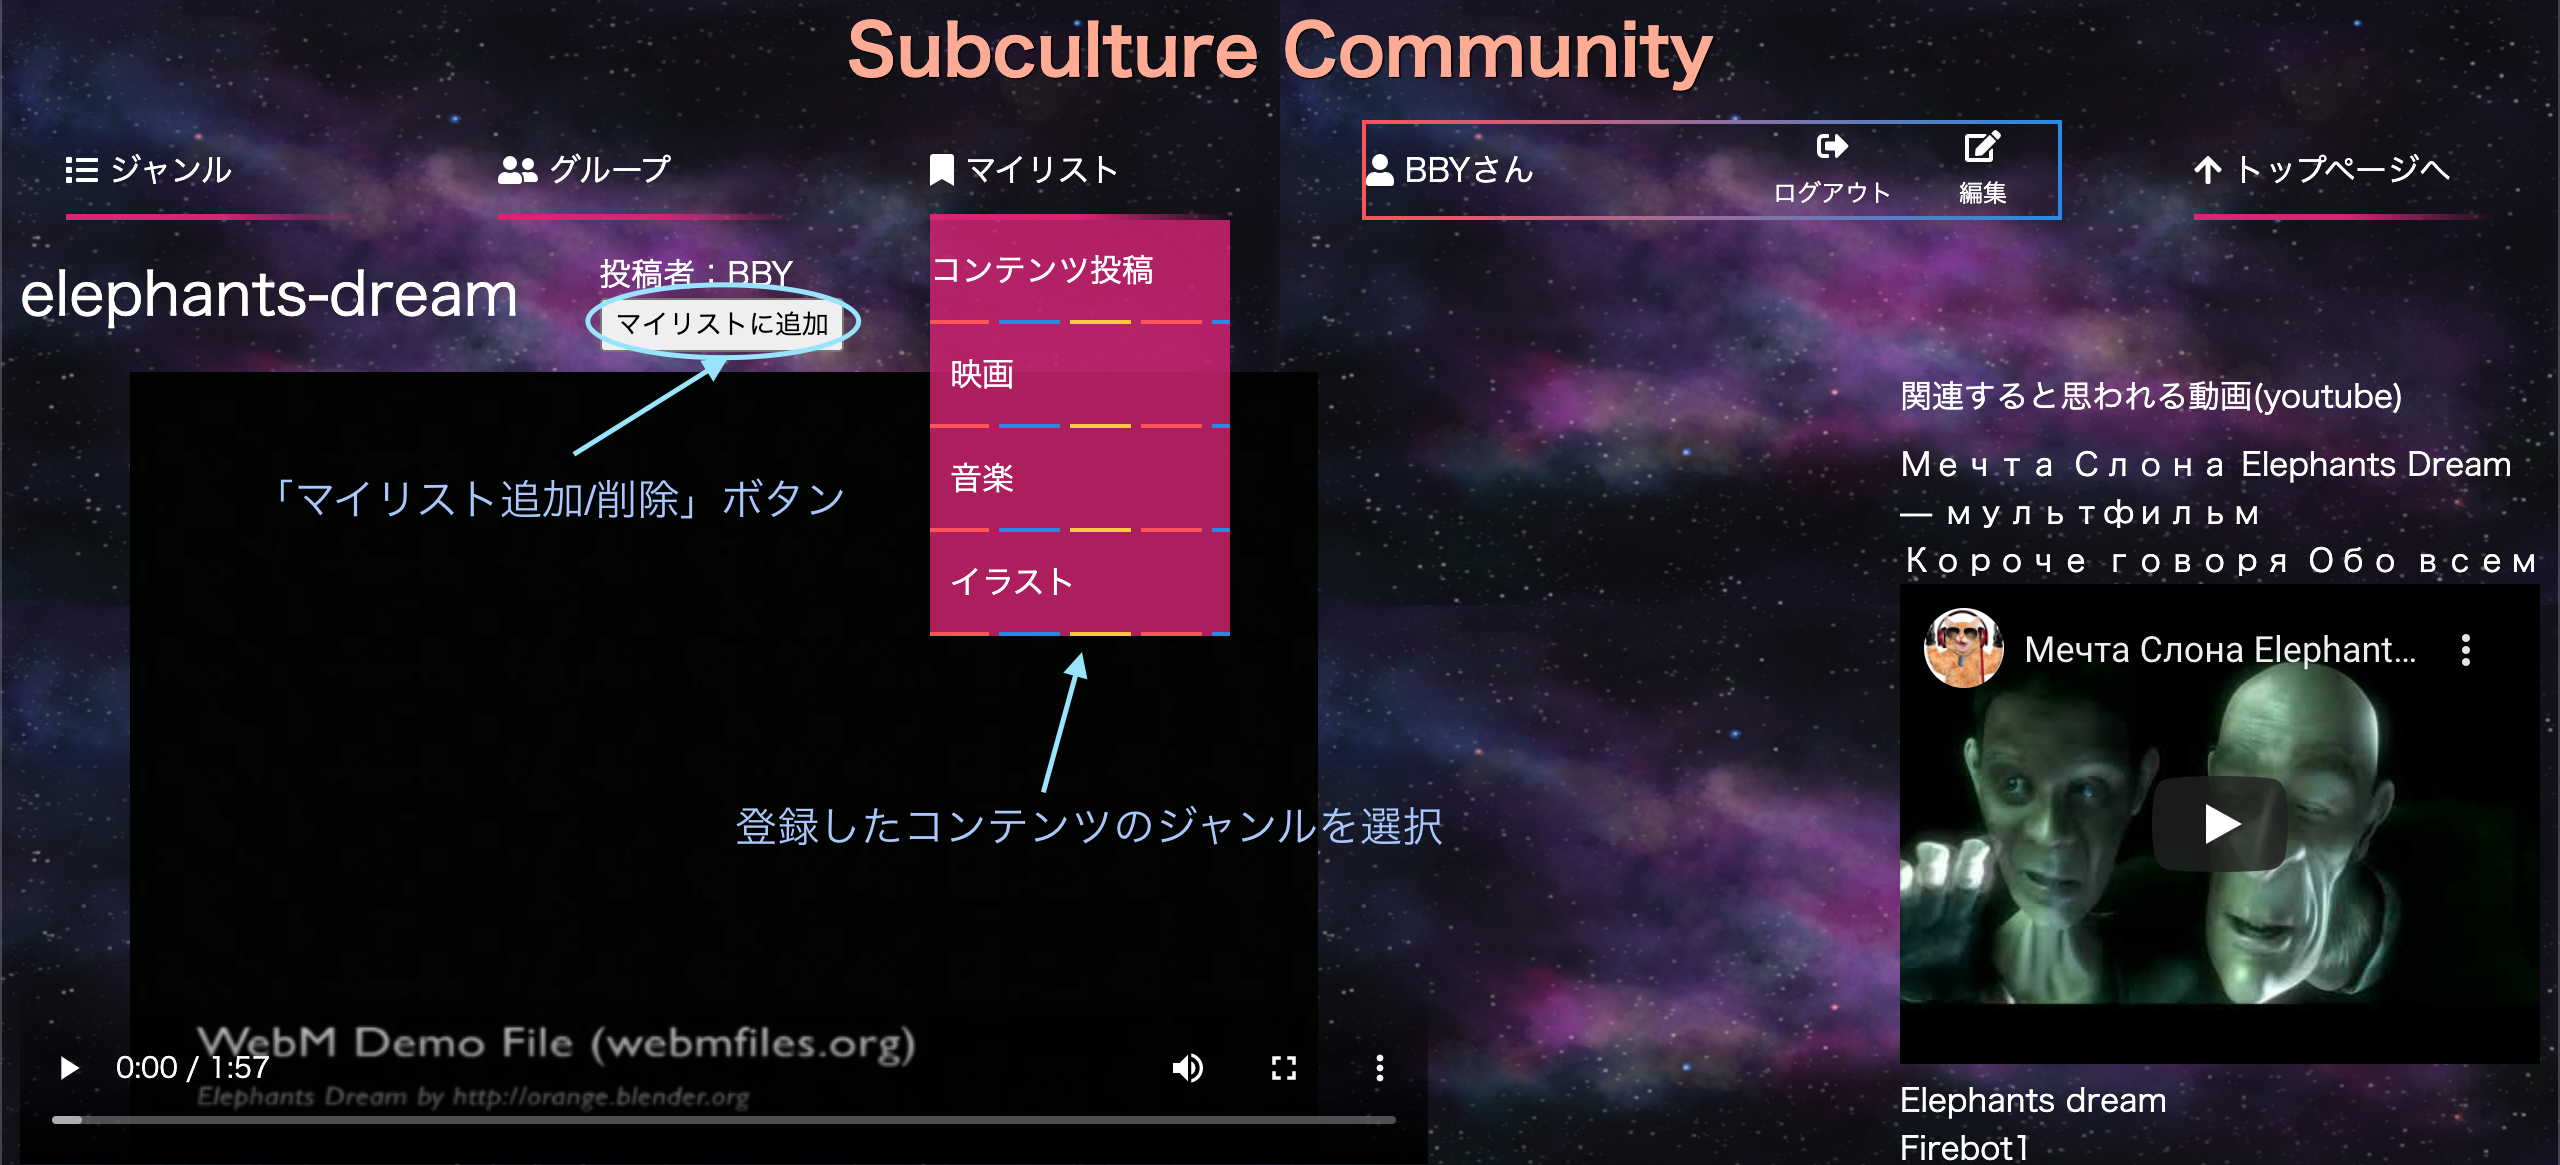 Subculture Community
ジャンル
グループ
マイリスト
BBYさん
ログアウト
編集
トップページへ
elephants-dream
投稿者：BBY
マイリストに追加
コンテンツ投稿
映画
音楽
イラスト
「マイリスト追加/削除」ボタン
登録したコンテンツのジャンルを選択
WebM Demo File (webmfiles.org)
0:00 / 1:57
Elephants Dream by http://orange.blender.org
関連すると思われる動画(youtube)
Мечта Слона Elephants Dream
— мультфильм
Короче говоря Обо всем
Мечта Слона Elephant...
Elephants dream
Firebot1